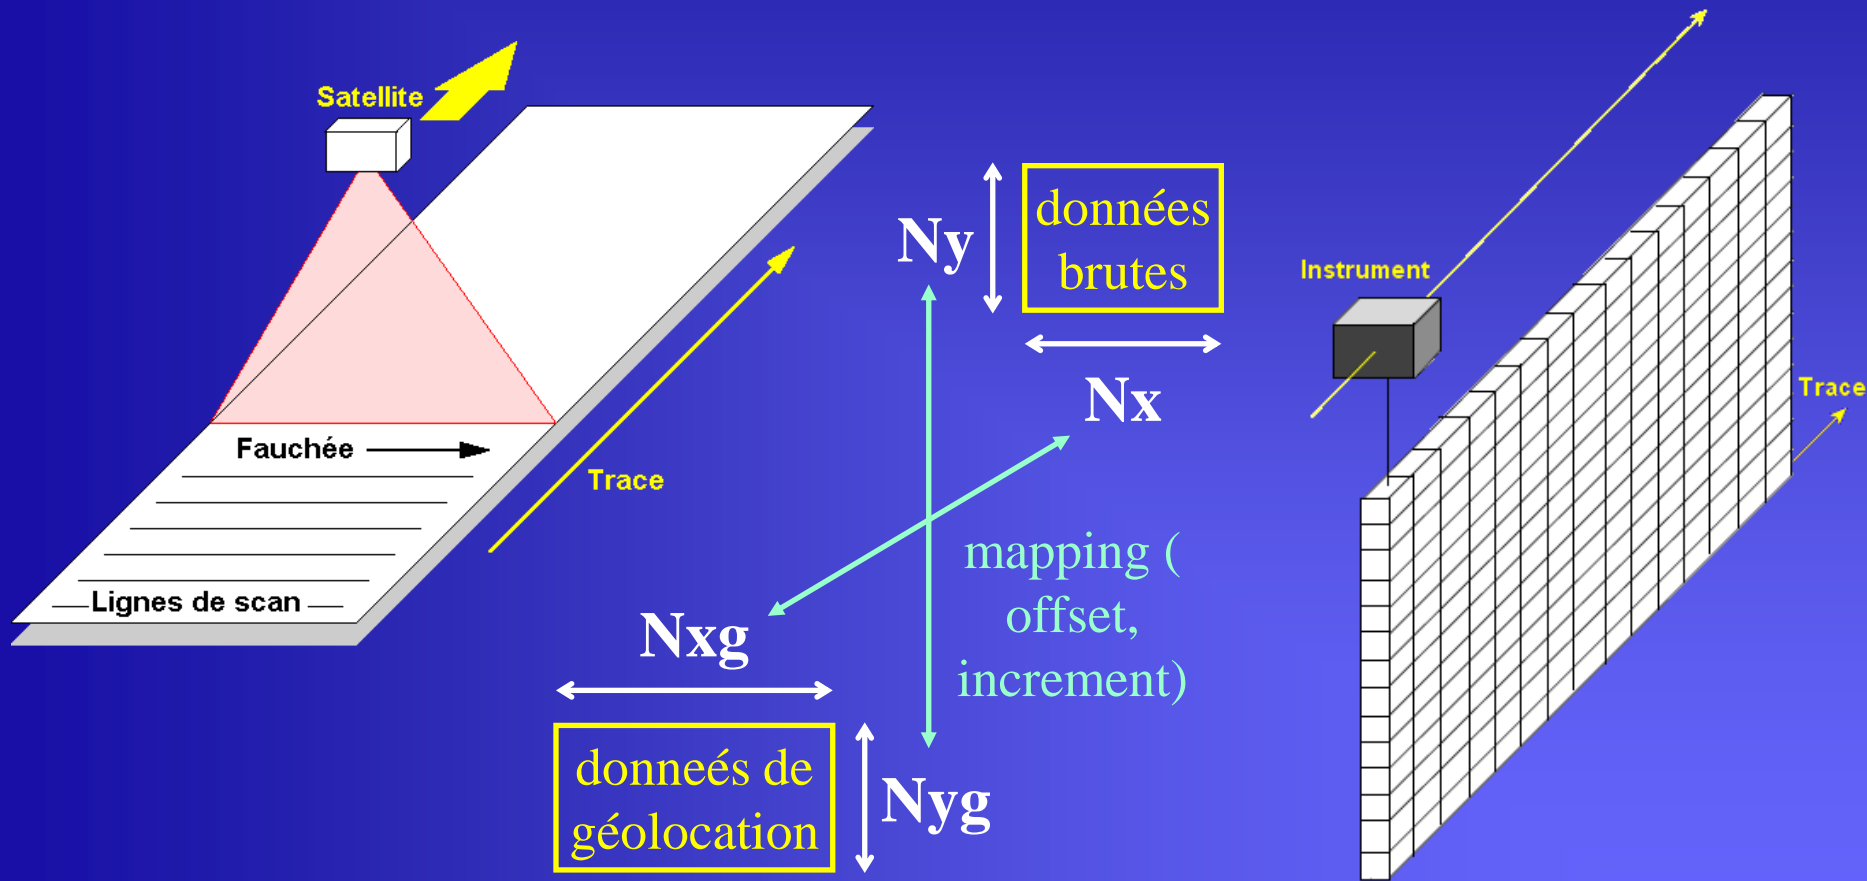 Satellite
Fauchée
Lignes de scan
Trace
Ny
données
brutes
Nx
mapping (
offset,
increment)
Nxg
donneés de
géolocation
Nyg
Instrument
Trace